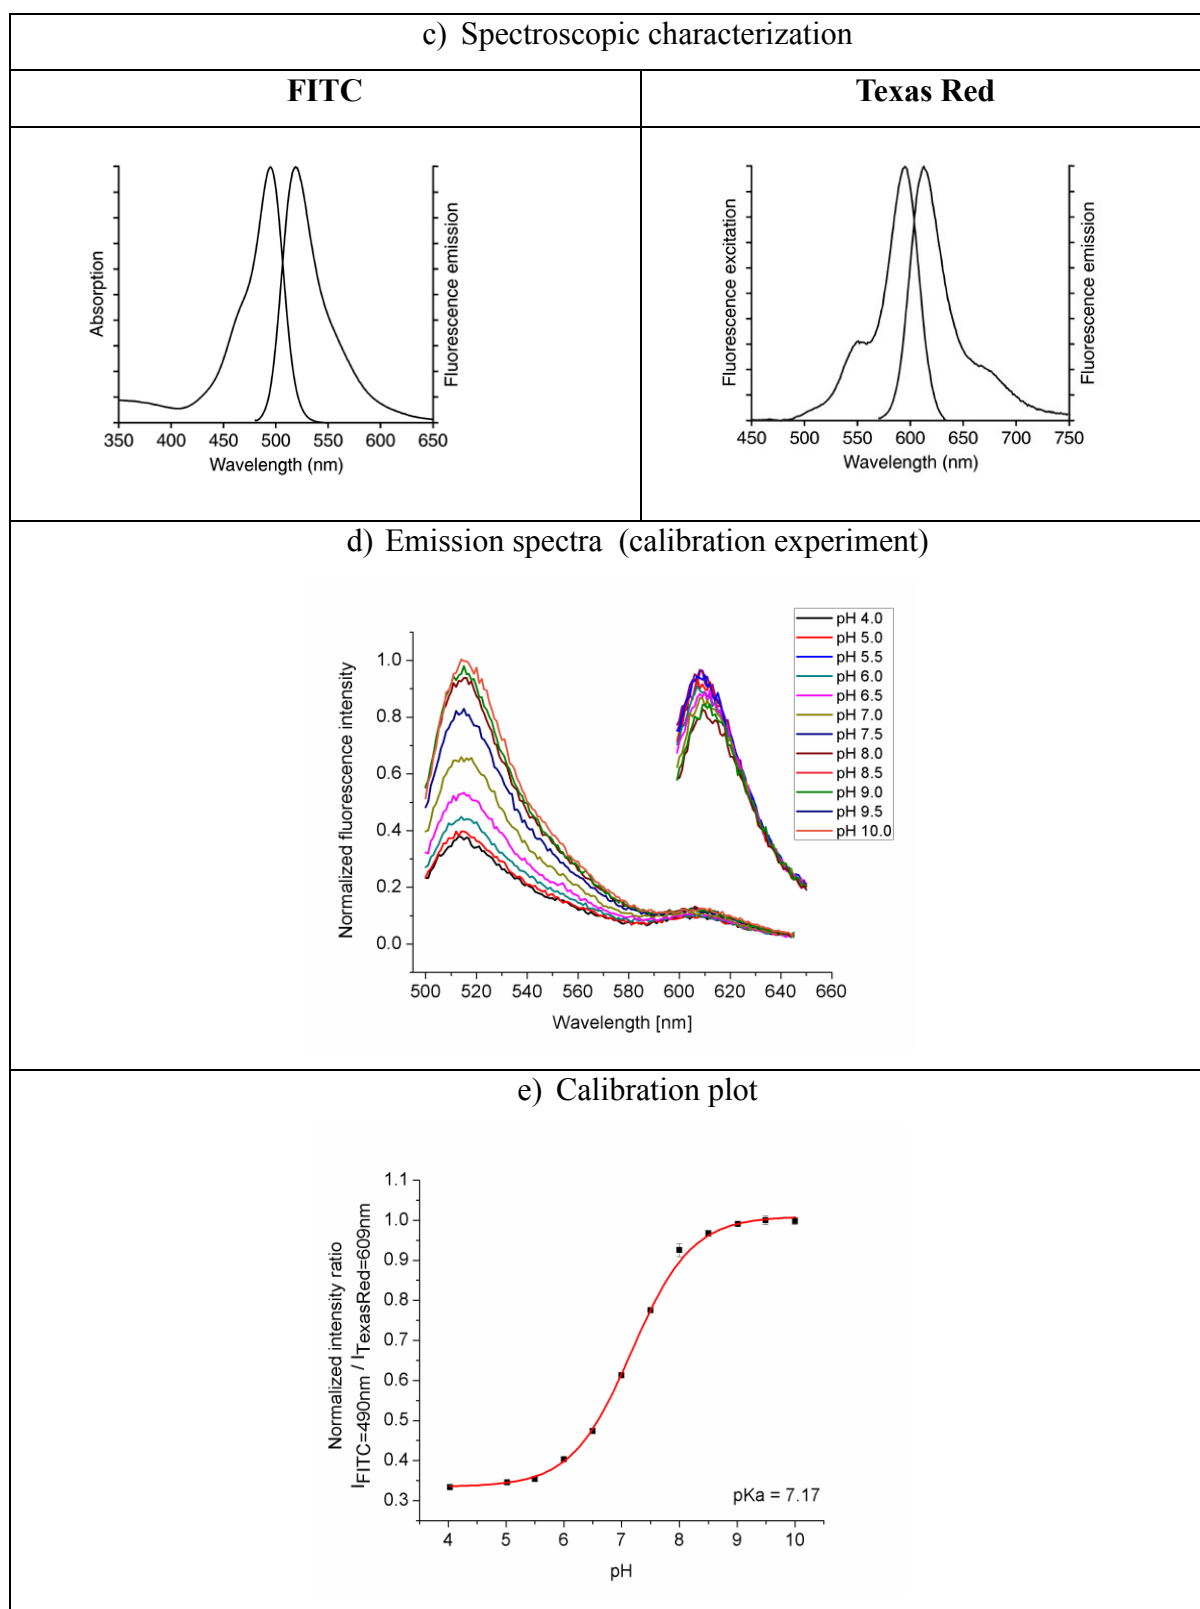 c) Spectroscopic characterization
FITC
Texas Red
Absorption
Fluorescence emission
350 400 450 500 550 600 650
Wavelength (nm)
Fluorescence excitation
Fluorescence emission
450 500 550 600 650 700 750
Wavelength (nm)
d) Emission spectra (calibration experiment)
Normalized fluorescence intensity
1.0
0.8
0.6
0.4
0.2
0.0
500 520 540 560 580 600 620 640 660
Wavelength [nm]
pH 4.0
pH 5.0
pH 5.5
pH 6.0
pH 6.5
pH 7.0
pH 7.5
pH 8.0
pH 8.5
pH 9.0
pH 9.5
pH 10.0
e) Calibration plot
Normalized intensity ratio
IFITC=490nm / ITexasRed=609nm
1.1
1.0
0.9
0.8
0.7
0.6
0.5
0.4
0.3
pKa = 7.17
4 5 6 7 8 9 10
pH